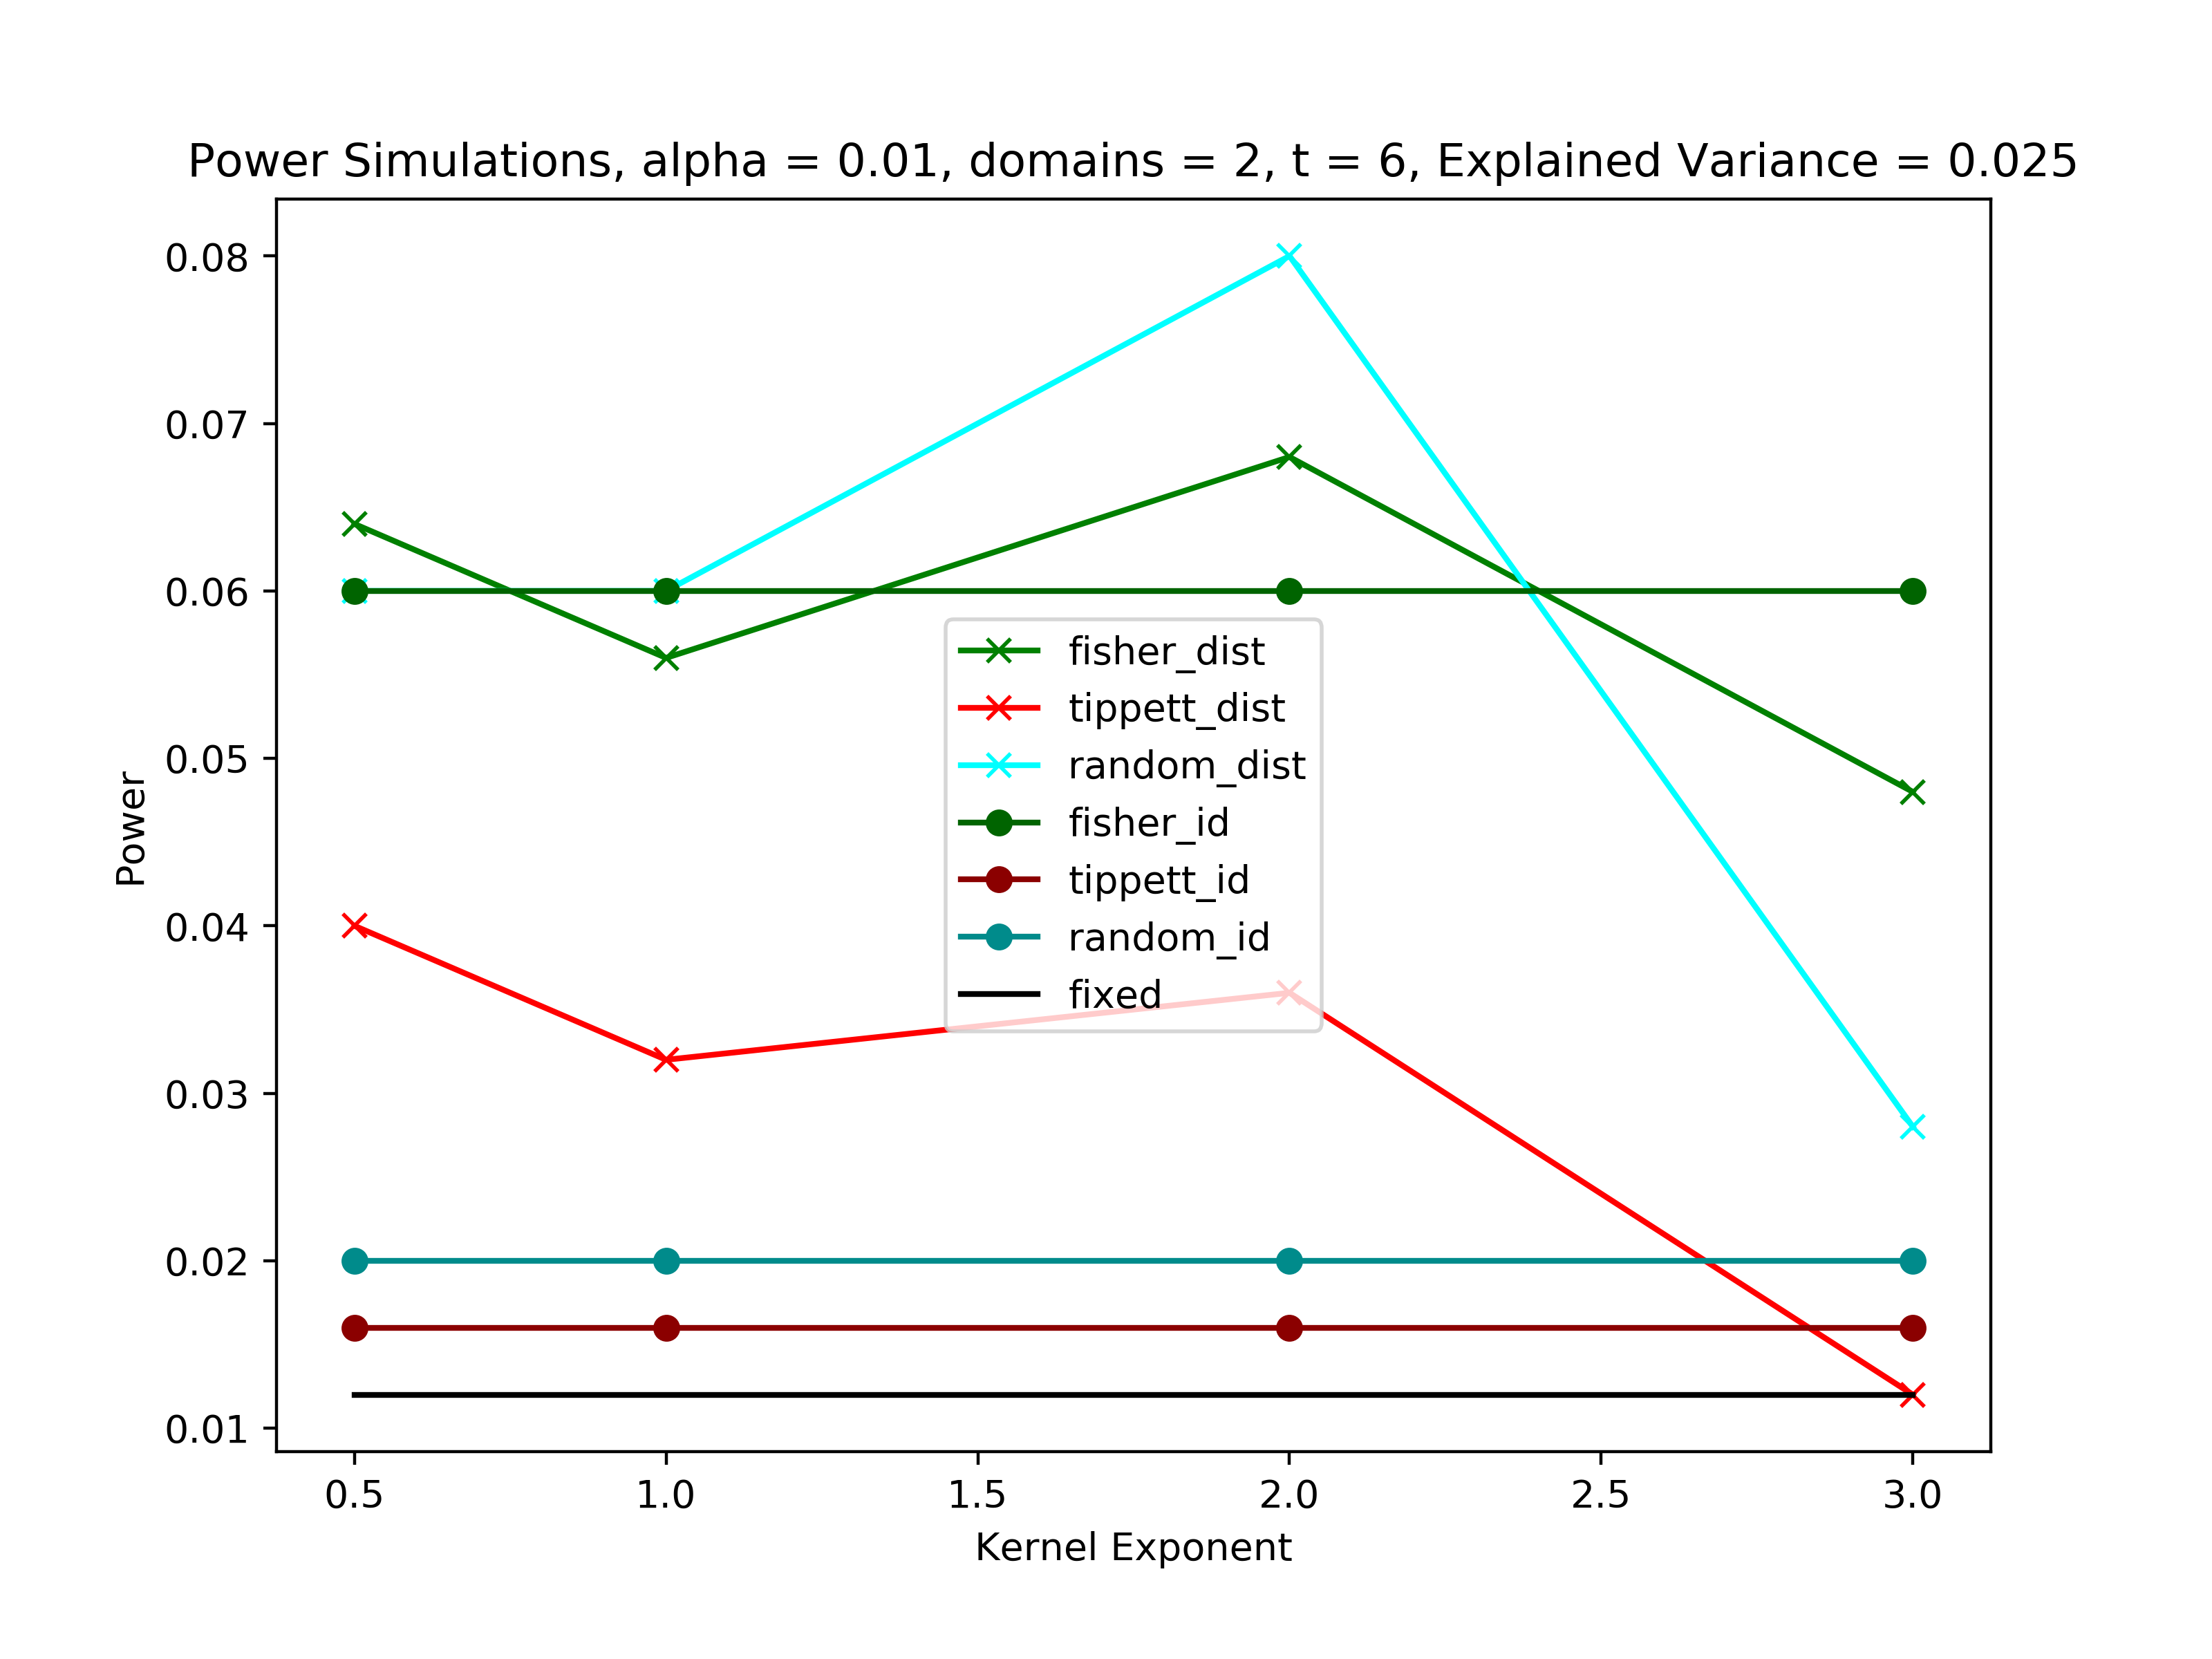 Power Simulations, alpha = 0.01, domains = 2, t = 6, Explained Variance = 0.025
0.08
0.07
0.06
0.05
0.04
0.03
0.02
0.01
Power
fisher_dist
tippett_dist
random_dist
fisher_id
tippett_id
random_id
fixed
0.5 1.0 1.5 2.0 2.5 3.0
Kernel Exponent